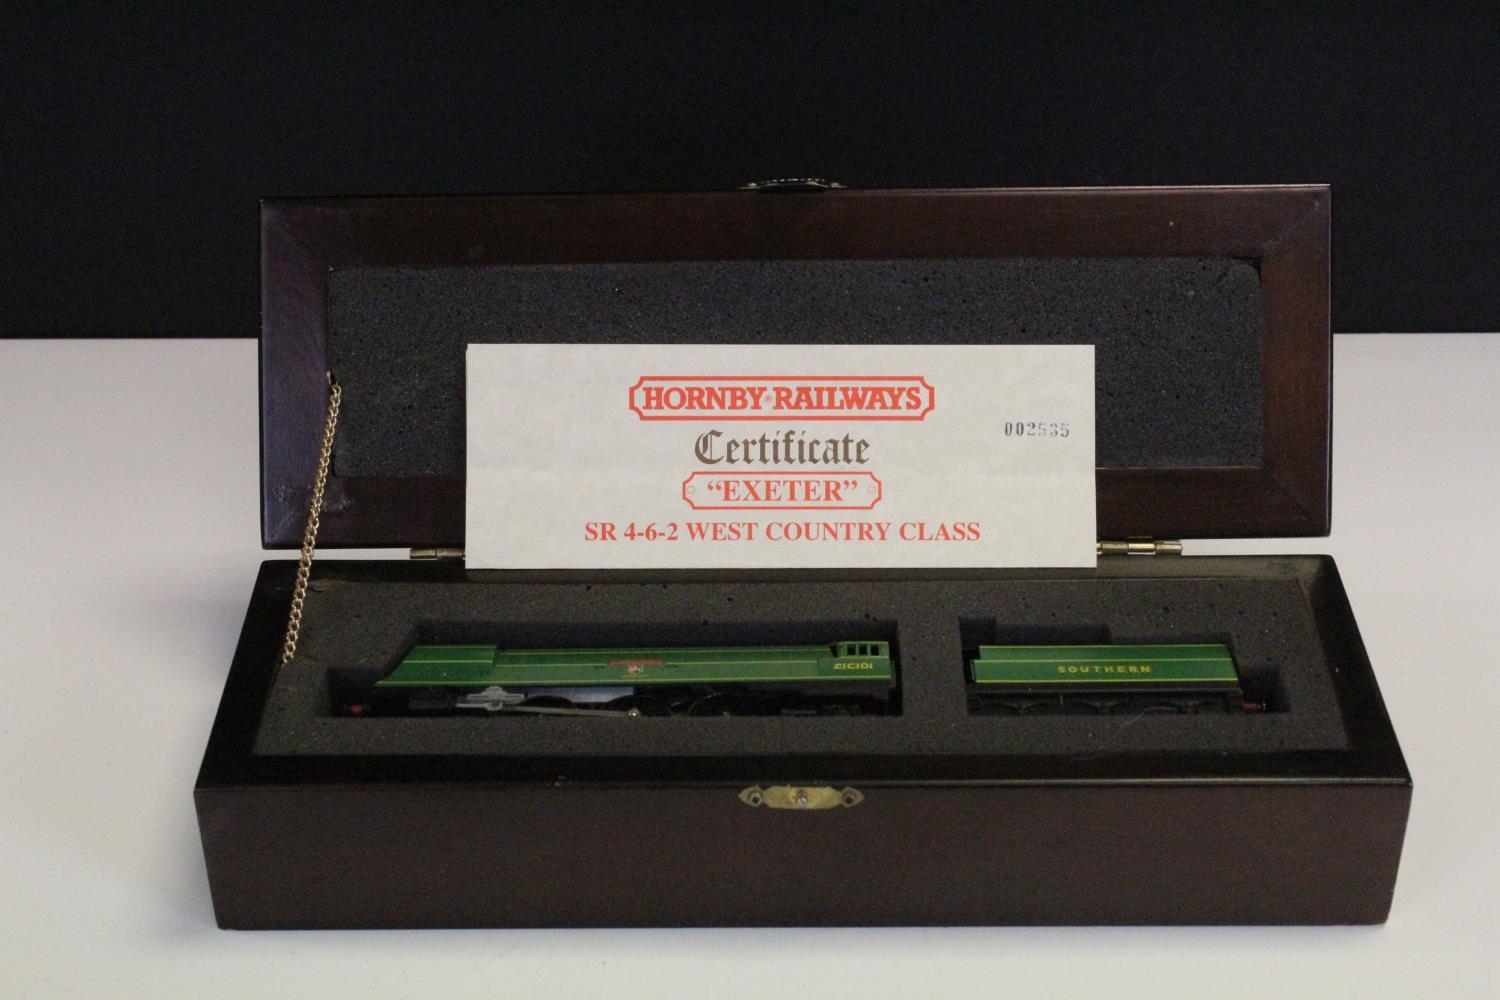 HORNBY RAILWAYS
Certificate
002535
"EXETER"
SR 4-6-2 WEST COUNTRY CLASS
21C101
SOUTHERN